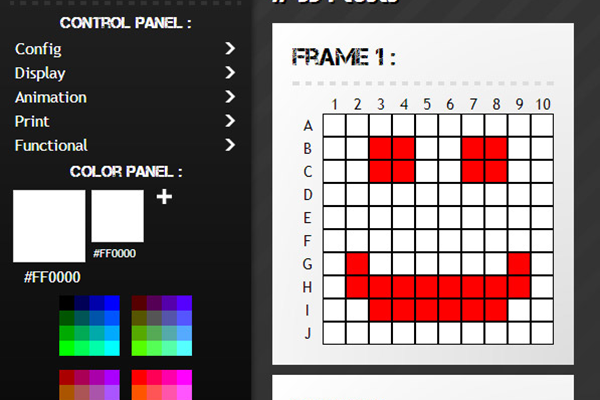 CONTROL PANEL :
Config
Display
Animation
Print
Functional
COLOR PANEL :
#FF0000
#FF0000
FRAME 1 :
1 2 3 4 5 6 7 8 9 10
A
B
C
D
E
F
G
H
I
J